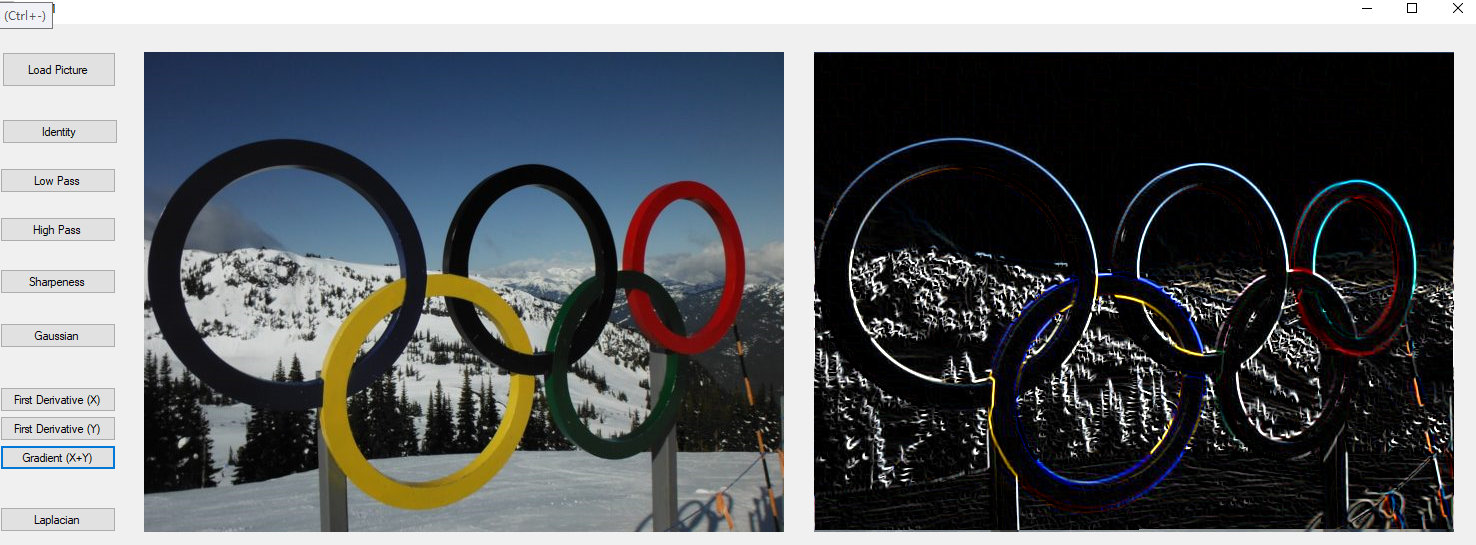 (Ctrl+-)
Load Picture
Identity
Low Pass
High Pass
Sharpeness
Gaussian
First Derivative (X)
First Derivative (Y)
Gradient (X+Y)
Laplacian